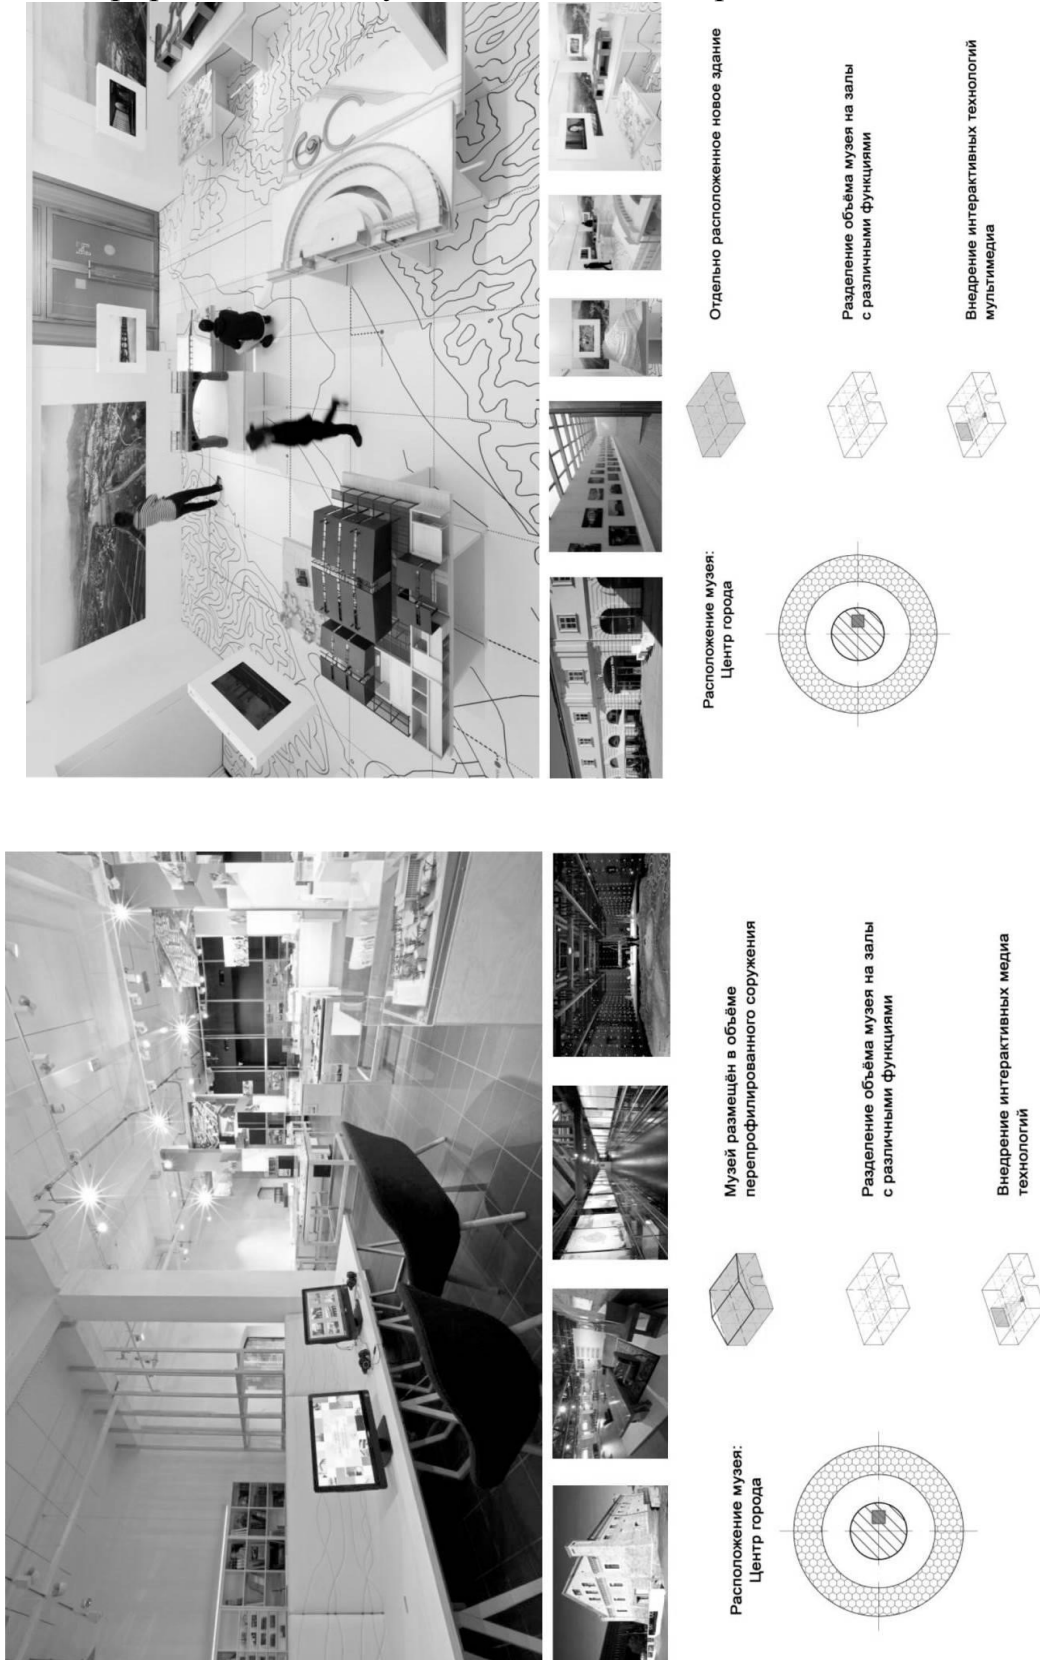 Расположение музея:
Центр города
Музей размещён в объёме
перепрофилированного соружения
Разделение объёма музея на залы
с различными функциями
Внедрение интерактивных медиа
технологий
Расположение музея:
Центр города
Отдельно расположенное новое здание
Разделение объёма музея на залы
с различными функциями
Внедрение интерактивных технологий
мультимедиа